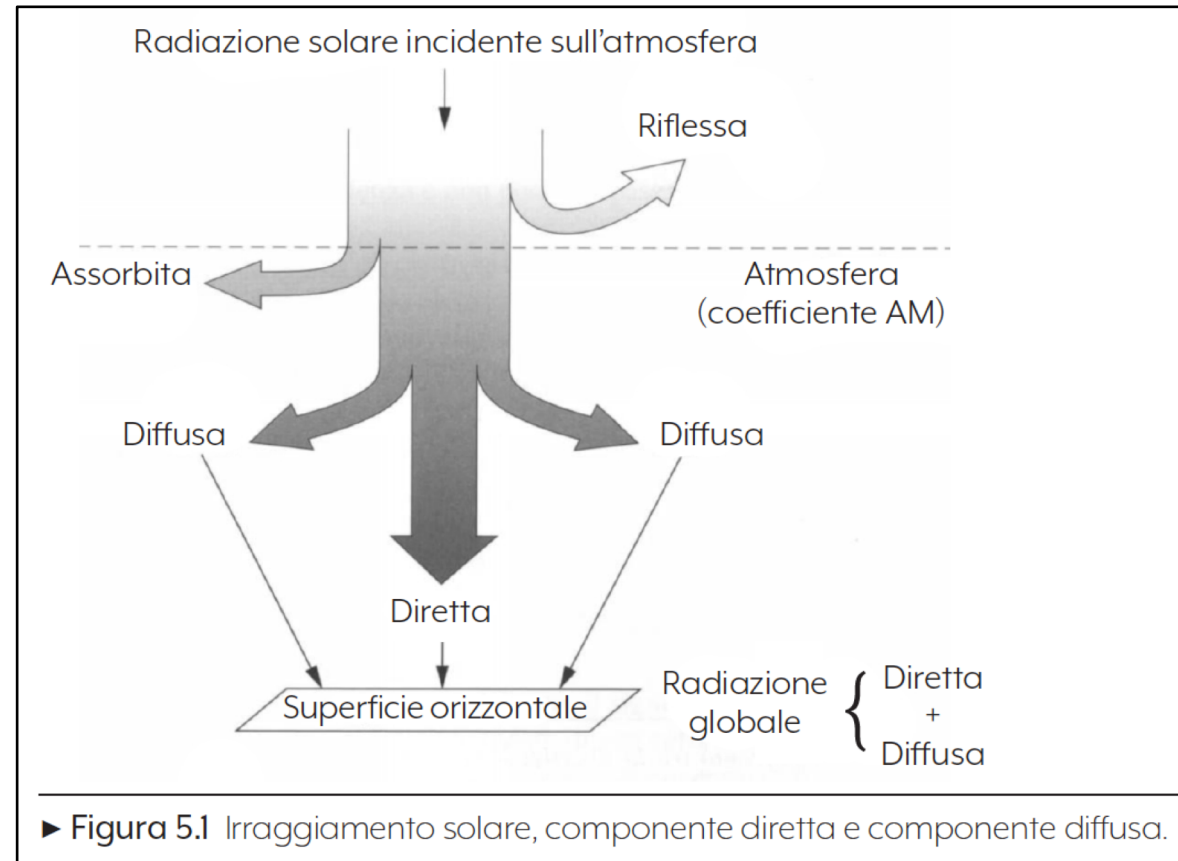 Radiazione solare incidente sull'atmosfera
Riflessa
Assorbita
Atmosfera
(coefficiente AM)
Diffusa
Diffusa
Diretta
Superficie orizzontale
Radiazione
globale
{
Diretta
+
Diffusa
► Figura 5.1 Irraggiamento solare, componente diretta e componente diffusa.